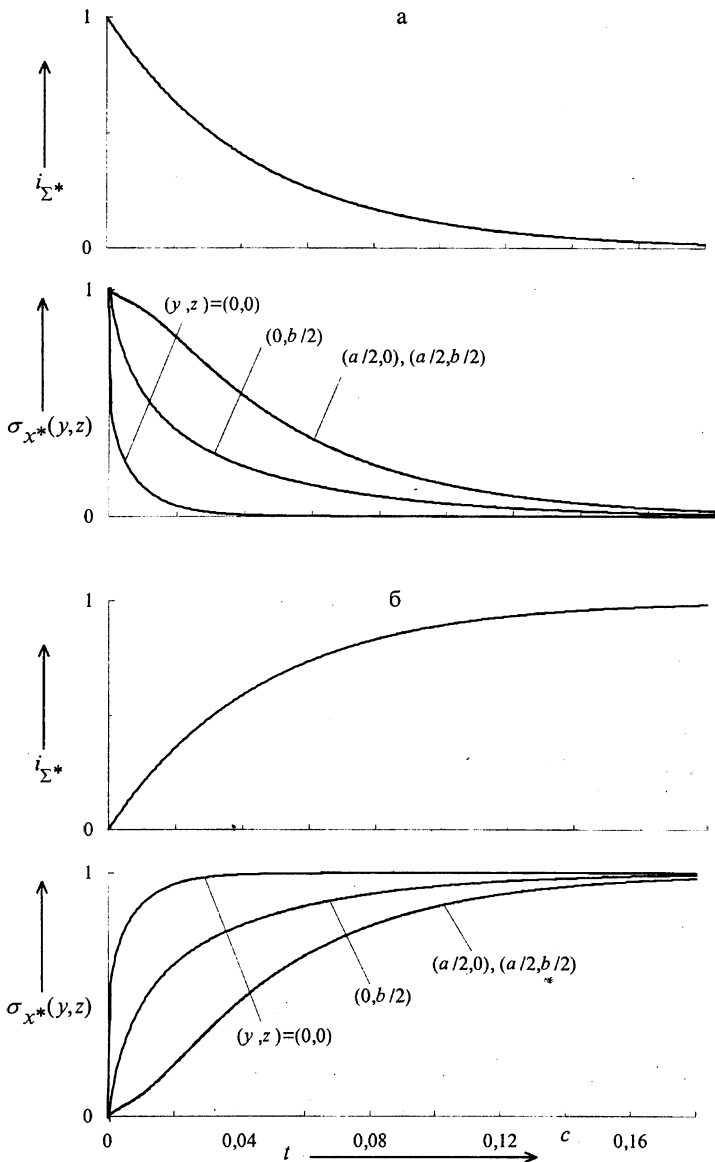 а
1
i_Σ*
0
1
(y,z)=(0,0)
(0,b/2)
(a/2,0), (a/2,b/2)
σ_x*(y,z)
0
б
1
i_Σ*
0
1
(a/2,0), (a/2,b/2)
(0,b/2)
σ_x*(y,z)
(y,z)=(0,0)
0
0 0,04 0,08 0,12 c 0,16
t